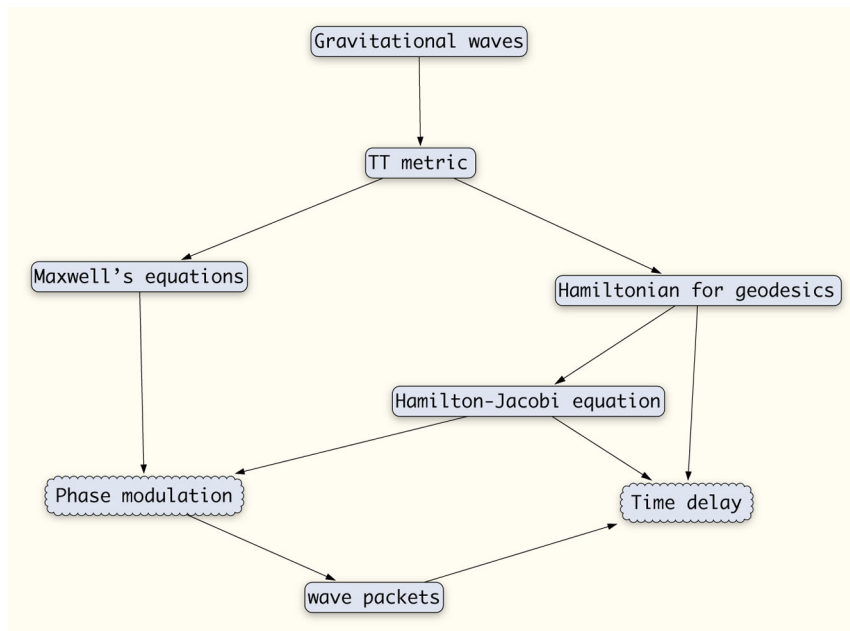 Gravitational waves
TT metric
Maxwell’s equations
Hamiltonian for geodesics
Hamilton-Jacobi equation
Phase modulation
Time delay
wave packets